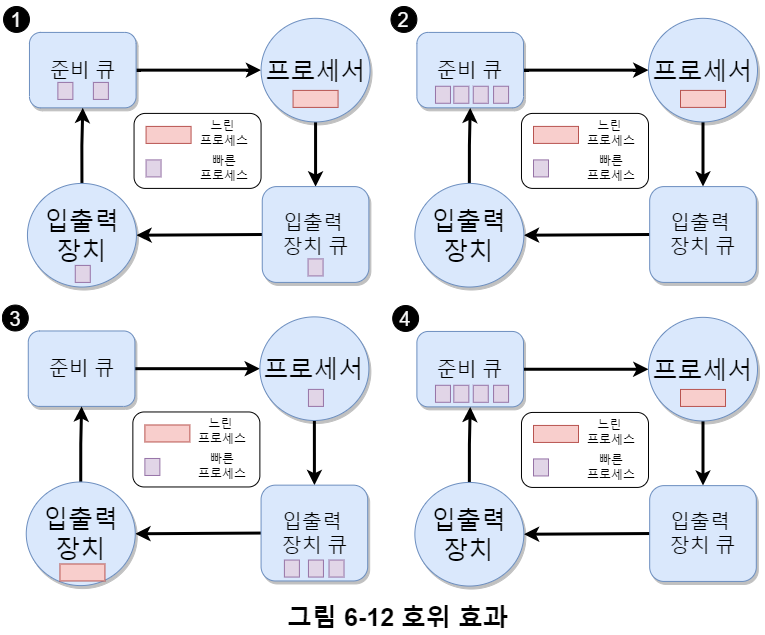 1
준비 큐
프로세서
느린
프로세스
빠른
프로세스
입출력
장치
입출력
장치 큐
2
준비 큐
프로세서
느린
프로세스
빠른
프로세스
입출력
장치
입출력
장치 큐
3
준비 큐
프로세서
느린
프로세스
빠른
프로세스
입출력
장치
입출력
장치 큐
4
준비 큐
프로세서
느린
프로세스
빠른
프로세스
입출력
장치
입출력
장치 큐
그림 6-12 호위 효과